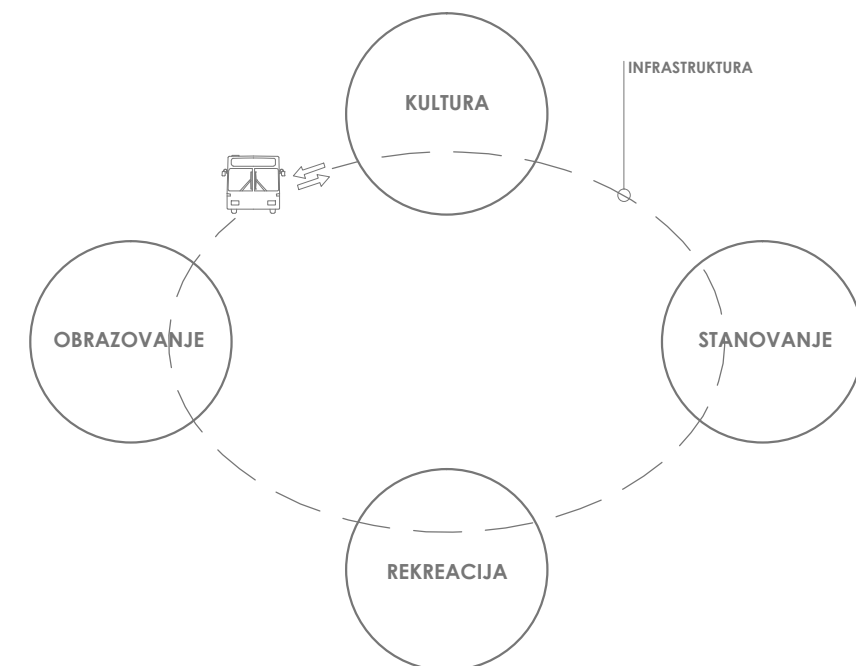 INFRASTRUKTURA
KULTURA
OBRAZOVANJE
STANOVANJE
REKREACIJA